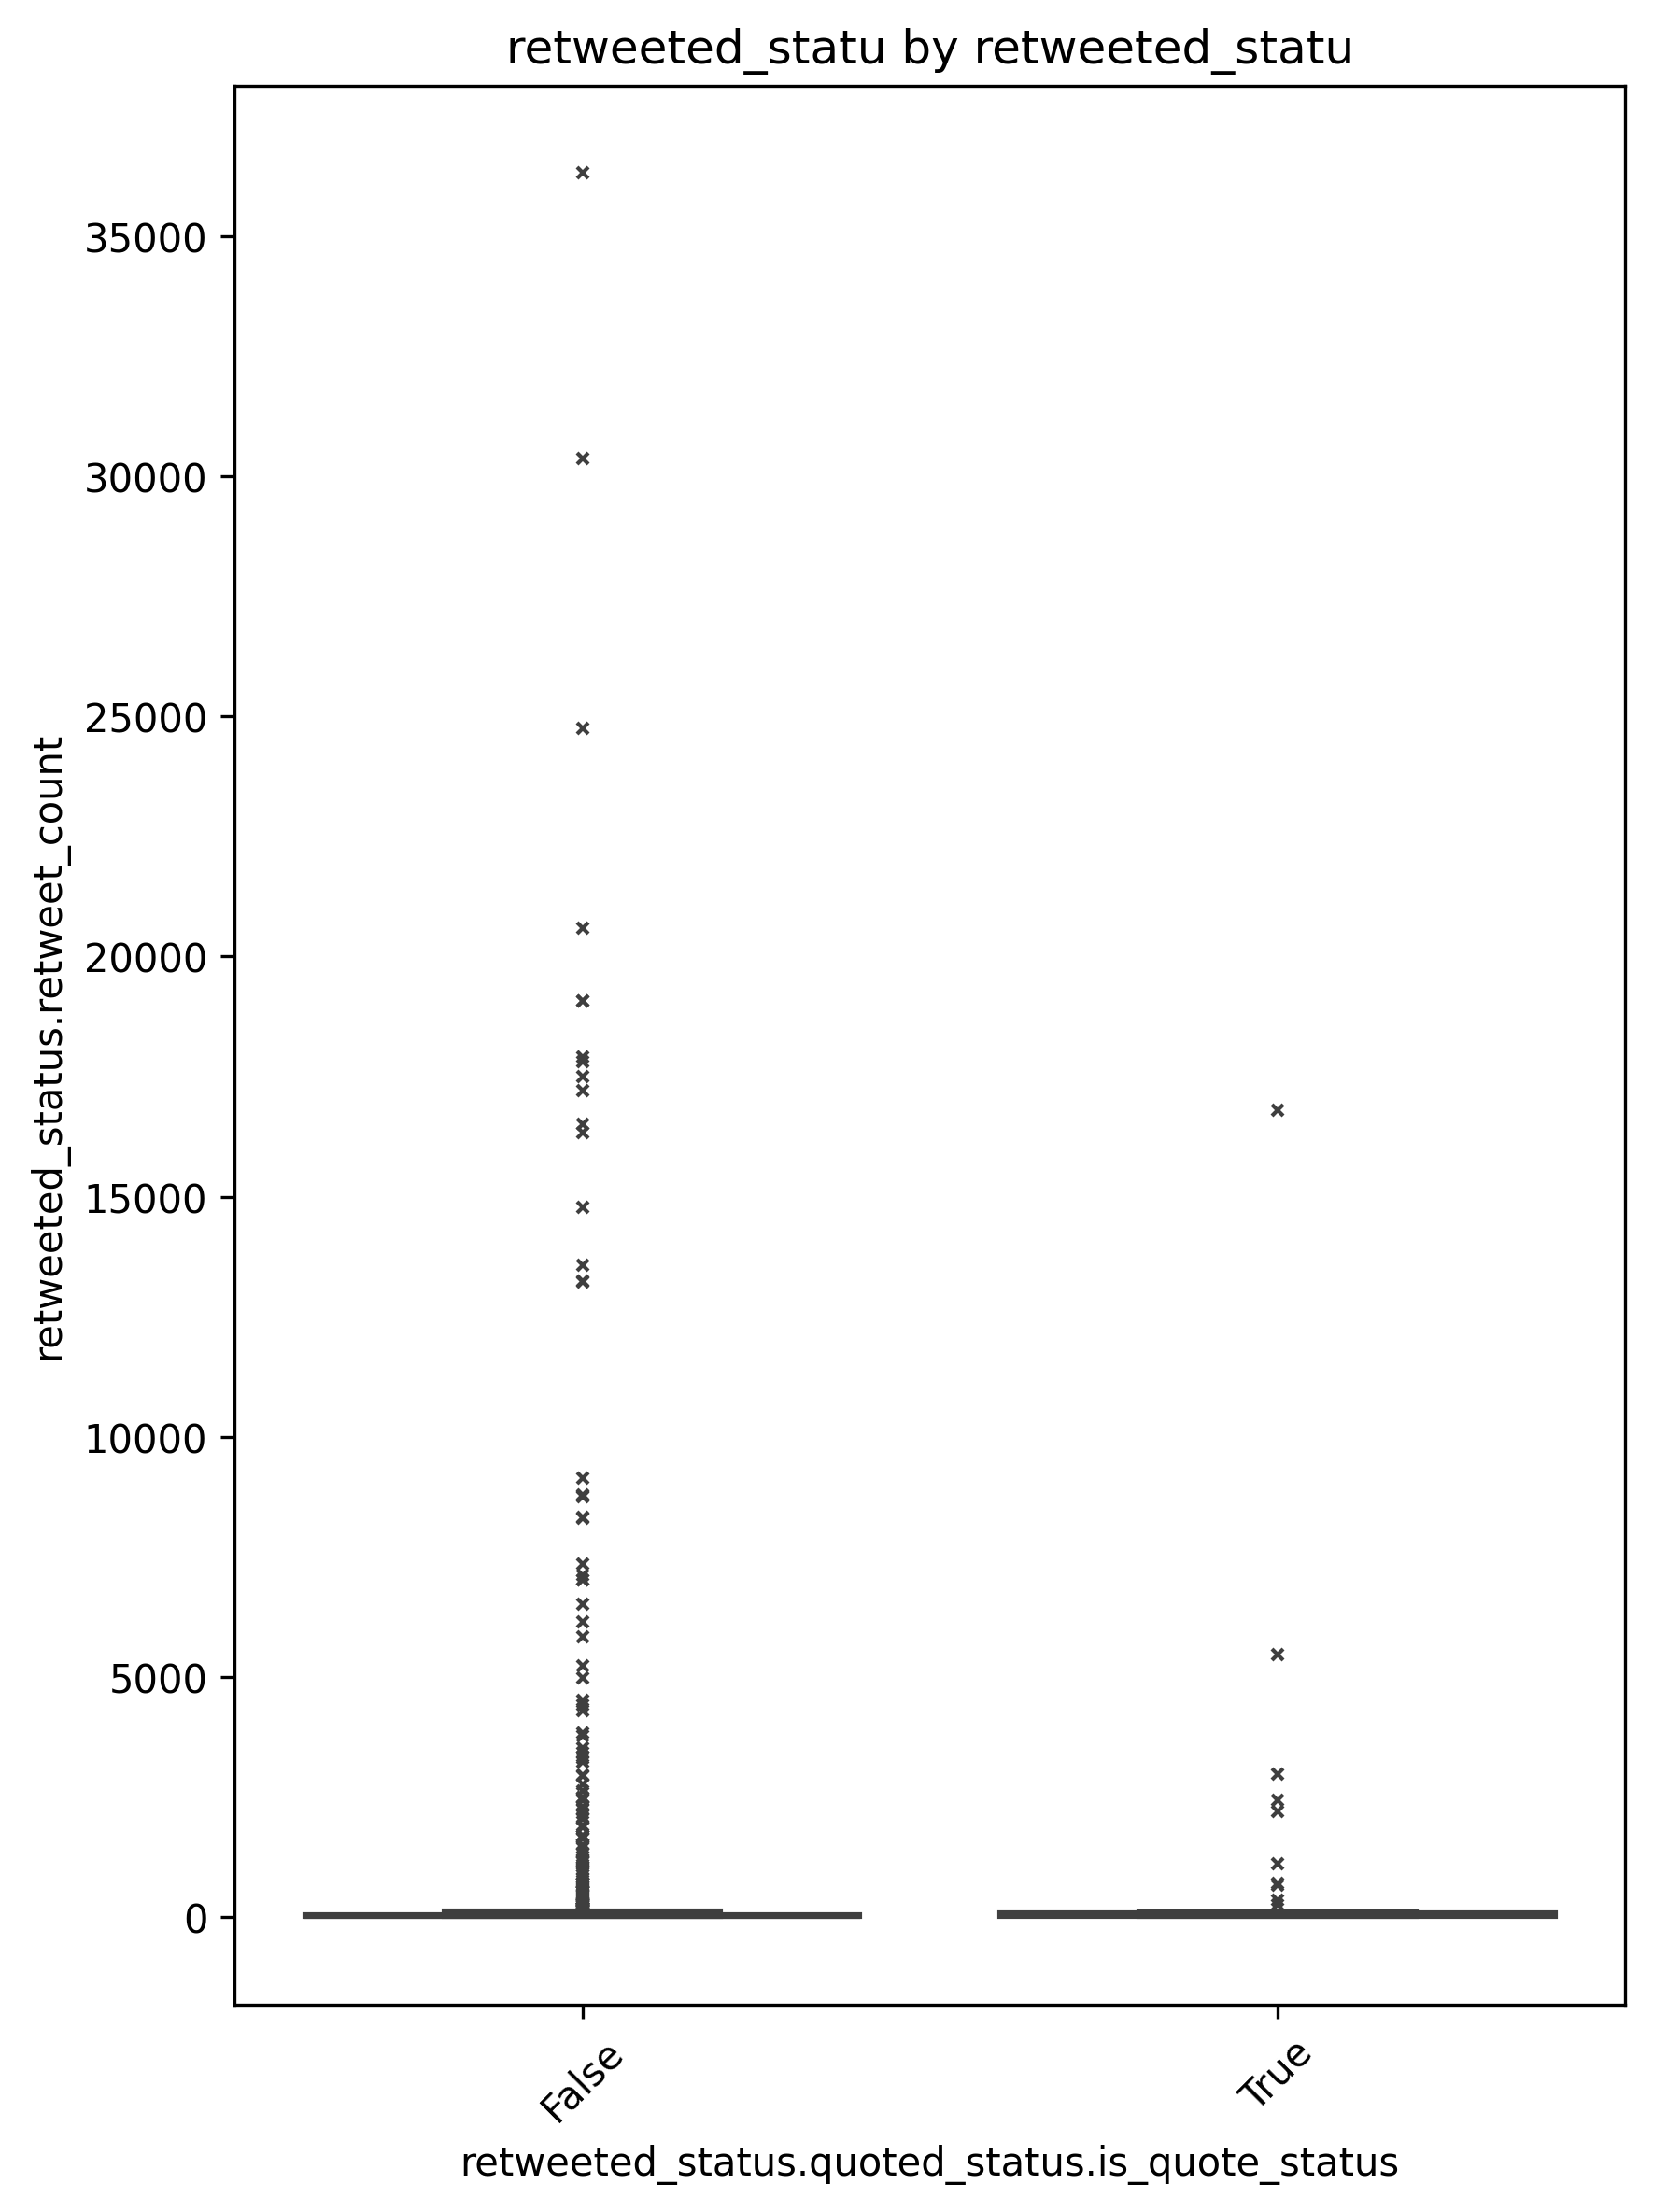 retweeted_statu by retweeted_statu
retweeted_status.retweet_count
35000
30000
25000
20000
15000
10000
5000
0
False
True
retweeted_status.quoted_status.is_quote_status